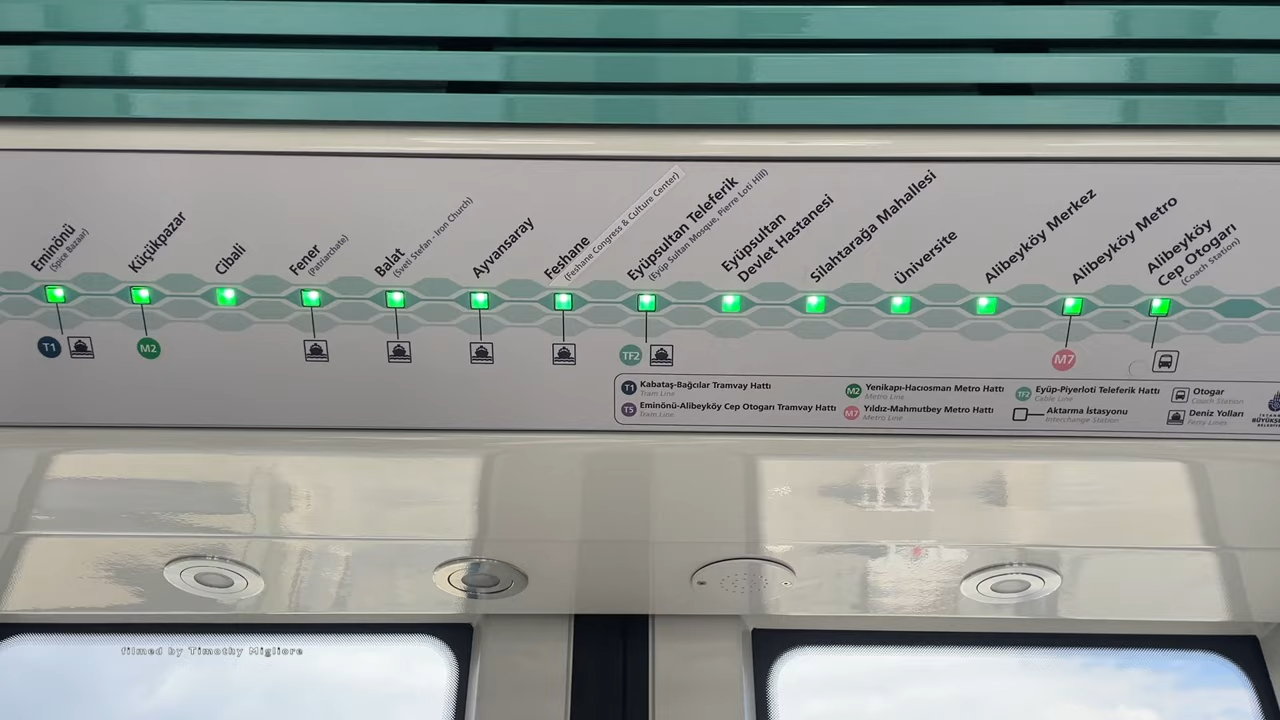 Eminönü
(Spice Bazaar)
Küçükpazar
Cibali
Fener
(Patriarchate)
Balat
(Sveti Stefan - Iron Church)
Ayvansaray
Feshane
(Feshane Congress & Culture Center)
Eyüpsultan Teleferik
(Eyüp Sultan Mosque, Pierre Loti Hill)
Eyüpsultan
Devlet Hastanesi
Silahtarağa Mahallesi
Üniversite
Alibeyköy Merkez
Alibeyköy Metro
Alibeyköy
Cep Otogarı
(Coach Station)
T1
M2
TF2
M7
T1 Kabataş-Bağcılar Tramvay Hattı
Tram Line
T5 Eminönü-Alibeyköy Cep Otogarı Tramvay Hattı
Tram Line
M2 Yenikapı-Hacıosman Metro Hattı
Metro Line
M7 Yıldız-Mahmutbey Metro Hattı
Metro Line
TF2 Eyüp-Piyerloti Teleferik Hattı
Cable Line
Aktarma İstasyonu
Interchange Station
Otogar
Coach Station
Deniz Yolları
Ferry Lines
filmed by Timothy Migliore